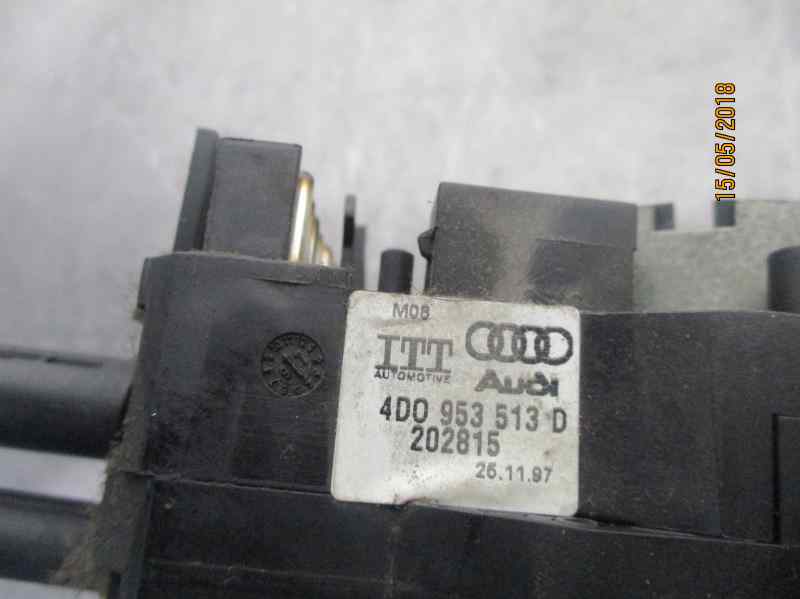 15/05/2018
M08
ITT
AUTOMOTIVE
Audi
4D0 953 513 D
202815
26.11.97